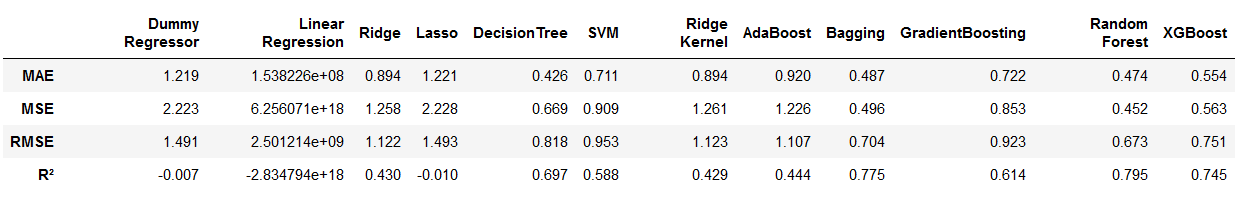 Dummy Regressor Linear Regression Ridge Lasso DecisionTree SVM Ridge Kernel AdaBoost Bagging GradientBoosting Random Forest XGBoost
MAE 1.219 1.538226e+08 0.894 1.221 0.426 0.711 0.894 0.920 0.487 0.722 0.474 0.554
MSE 2.223 6.256071e+18 1.258 2.228 0.669 0.909 1.261 1.226 0.496 0.853 0.452 0.563
RMSE 1.491 2.501214e+09 1.122 1.493 0.818 0.953 1.123 1.107 0.704 0.923 0.673 0.751
R² -0.007 -2.834794e+18 0.430 -0.010 0.697 0.588 0.429 0.444 0.775 0.614 0.795 0.745